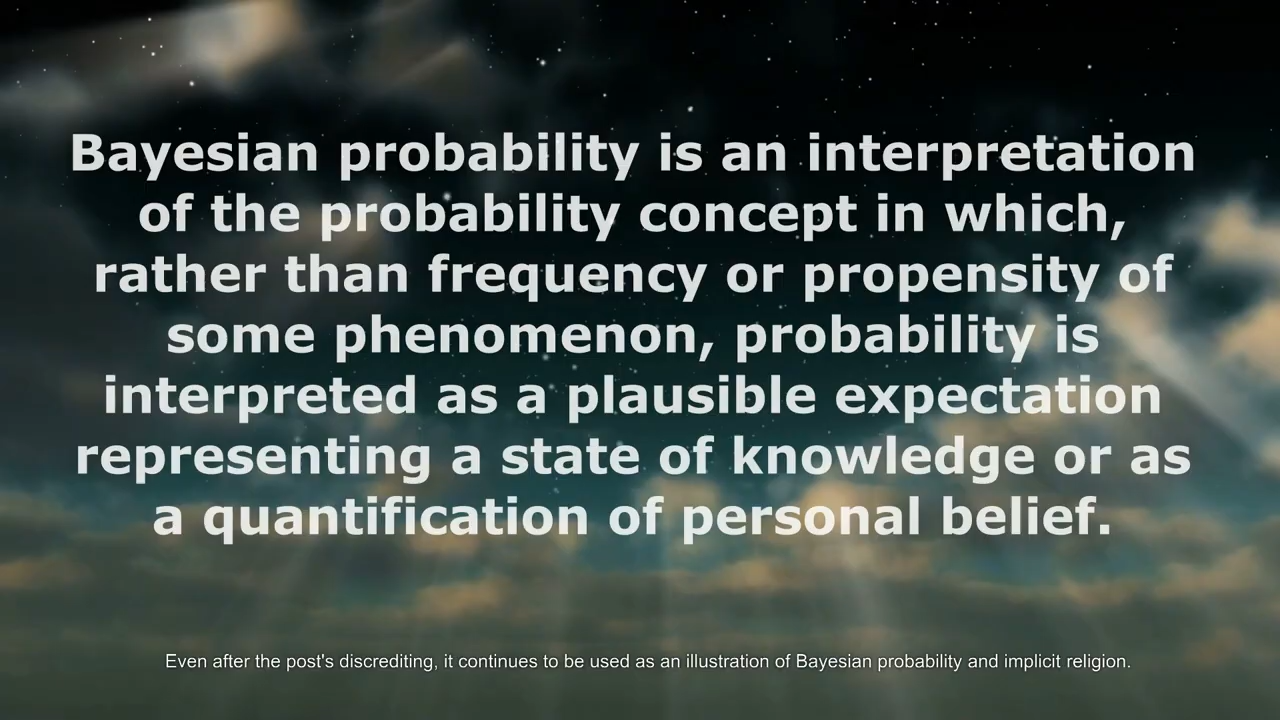 Bayesian probability is an interpretation
of the probability concept in which,
rather than frequency or propensity of
some phenomenon, probability is
interpreted as a plausible expectation
representing a state of knowledge or as
a quantification of personal belief.
Even after the post's discrediting, it continues to be used as an illustration of Bayesian probability and implicit religion.